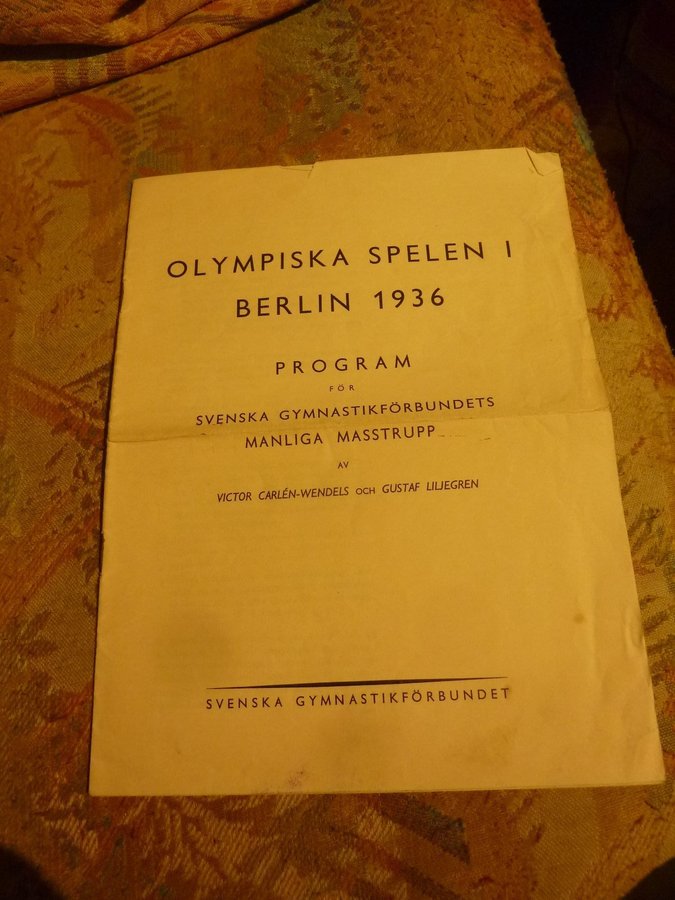 OLYMPISKA SPELEN I
BERLIN 1936
PROGRAM
FÖR
SVENSKA GYMNASTIKFÖRBUNDETS
MANLIGA MASSTRUPP
AV
VICTOR CARLÉN-WENDELS OCH GUSTAF LILJEGREN
SVENSKA GYMNASTIKFÖRBUNDET